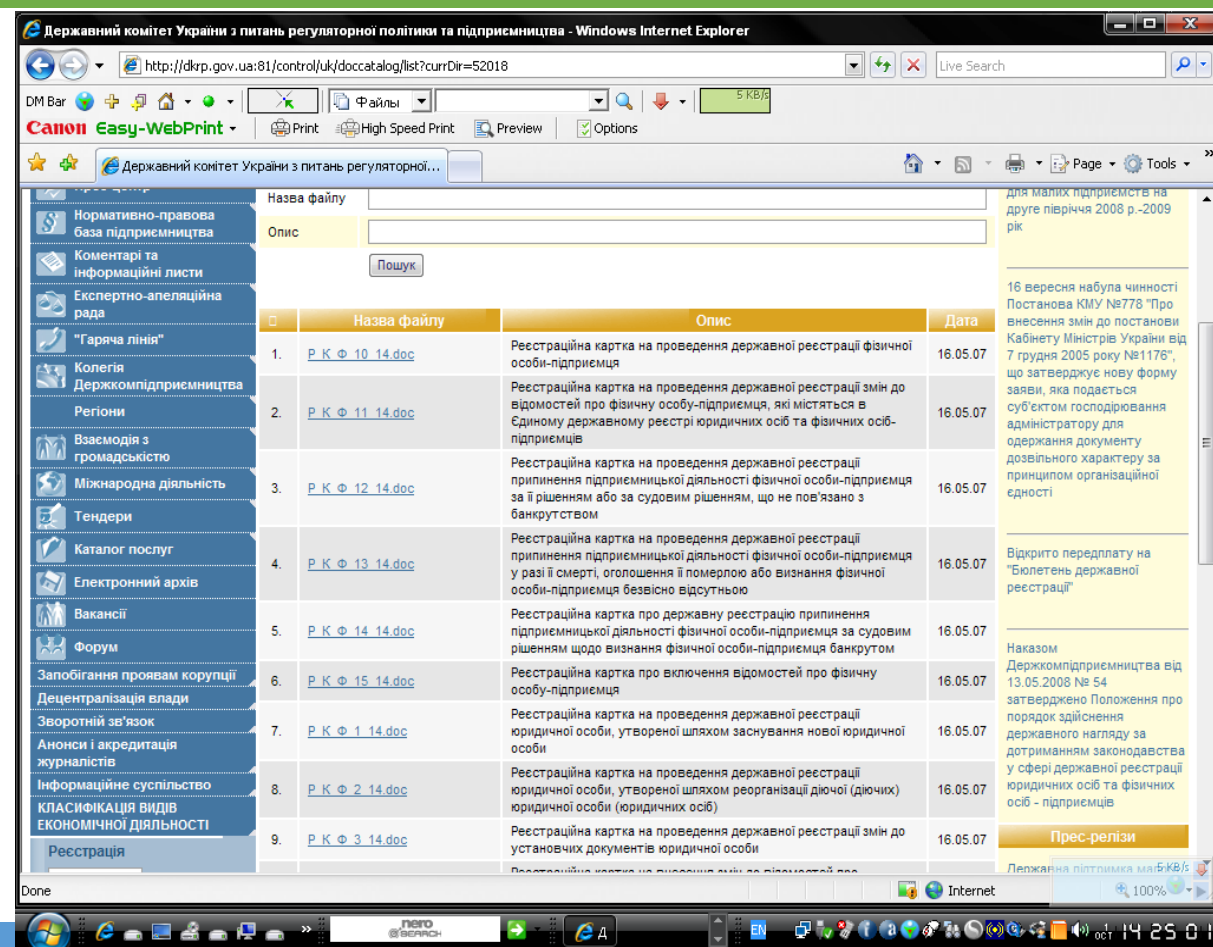 Державний комітет України з питань регуляторної політики та підприємництва - Windows Internet Explorer
http://dkrp.gov.ua:81/control/uk/doccatalog/list?currDir=52018
Live Search
DM Bar
Файлы
5 KB/s
Canon Easy-WebPrint
Print
High Speed Print
Preview
Options
Державний комітет України з питань регуляторної...
Page
Tools
Нормативно-правова
база підприємництва
Коментарі та
інформаційні листи
Експертно-апеляційна
рада
"Гаряча лінія"
Колегія
Держкомпідприємництва
Регіони
Взаємодія з
громадськістю
Міжнародна діяльність
Тендери
Каталог послуг
Електронний архів
Вакансії
Форум
Запобігання проявам корупції
Децентралізація влади
Зворотній зв'язок
Анонси і акредитація
журналістів
Інформаційне суспільство
КЛАСИФІКАЦІЯ ВИДІВ
ЕКОНОМІЧНОЇ ДІЯЛЬНОСТІ
Реєстрація
Назва файлу
Опис
Пошук
Назва файлу Опис Дата
1. Р_К_Ф_10_14.doc Реєстраційна картка на проведення державної реєстрації фізичної
особи-підприємця 16.05.07
2. Р_К_Ф_11_14.doc Реєстраційна картка на проведення державної реєстрації змін до
відомостей про фізичну особу-підприємця, які містяться в
Єдиному державному реєстрі юридичних осіб та фізичних осіб-
підприємців 16.05.07
3. Р_К_Ф_12_14.doc Реєстраційна картка на проведення державної реєстрації
припинення підприємницької діяльності фізичної особи-підприємця
за її рішенням або за судовим рішенням, що не пов'язано з
банкрутством 16.05.07
4. Р_К_Ф_13_14.doc Реєстраційна картка на проведення державної реєстрації
припинення підприємницької діяльності фізичної особи-підприємця
у разі її смерті, оголошення її померлою або визнання фізичної
особи-підприємця безвісно відсутньою 16.05.07
5. Р_К_Ф_14_14.doc Реєстраційна картка про державну реєстрацію припинення
підприємницької діяльності фізичної особи-підприємця за судовим
рішенням щодо визнання фізичної особи-підприємця банкрутом 16.05.07
6. Р_К_Ф_15_14.doc Реєстраційна картка про включення відомостей про фізичну
особу-підприємця 16.05.07
7. Р_К_Ф_1_14.doc Реєстраційна картка на проведення державної реєстрації
юридичної особи, утвореної шляхом заснування нової юридичної
особи 16.05.07
8. Р_К_Ф_2_14.doc Реєстраційна картка на проведення державної реєстрації
юридичної особи, утвореної шляхом реорганізації діючої (діючих)
юридичної особи (юридичних осіб) 16.05.07
9. Р_К_Ф_3_14.doc Реєстраційна картка на проведення державної реєстрації змін до
установчих документів юридичної особи 16.05.07
для малих підприємств на
друге півріччя 2008 р.-2009
рік
16 вересня набула чинності
Постанова КМУ №778 "Про
внесення змін до постанови
Кабінету Міністрів України від
7 грудня 2005 року №1176",
що затверджує нову форму
заяви, яка подається
суб'єктом господірювання
адміністратору для
одержання документу
дозвільного характеру за
принципом організаційної
єдності
Відкрито передплату на
"Бюлетень державної
реєстрації"
Наказом
Держкомпідприємництва від
13.05.2008 № 54
затверджено Положення про
порядок здійснення
державного нагляду за
дотриманням законодавства
у сфері державної реєстрації
юридичних осіб та фізичних
осіб - підприємців
Прес-релізи
Державна підтримка
5 KB/s
Done
Internet
100%
nero
SEARCH
Д
EN
14 25 01